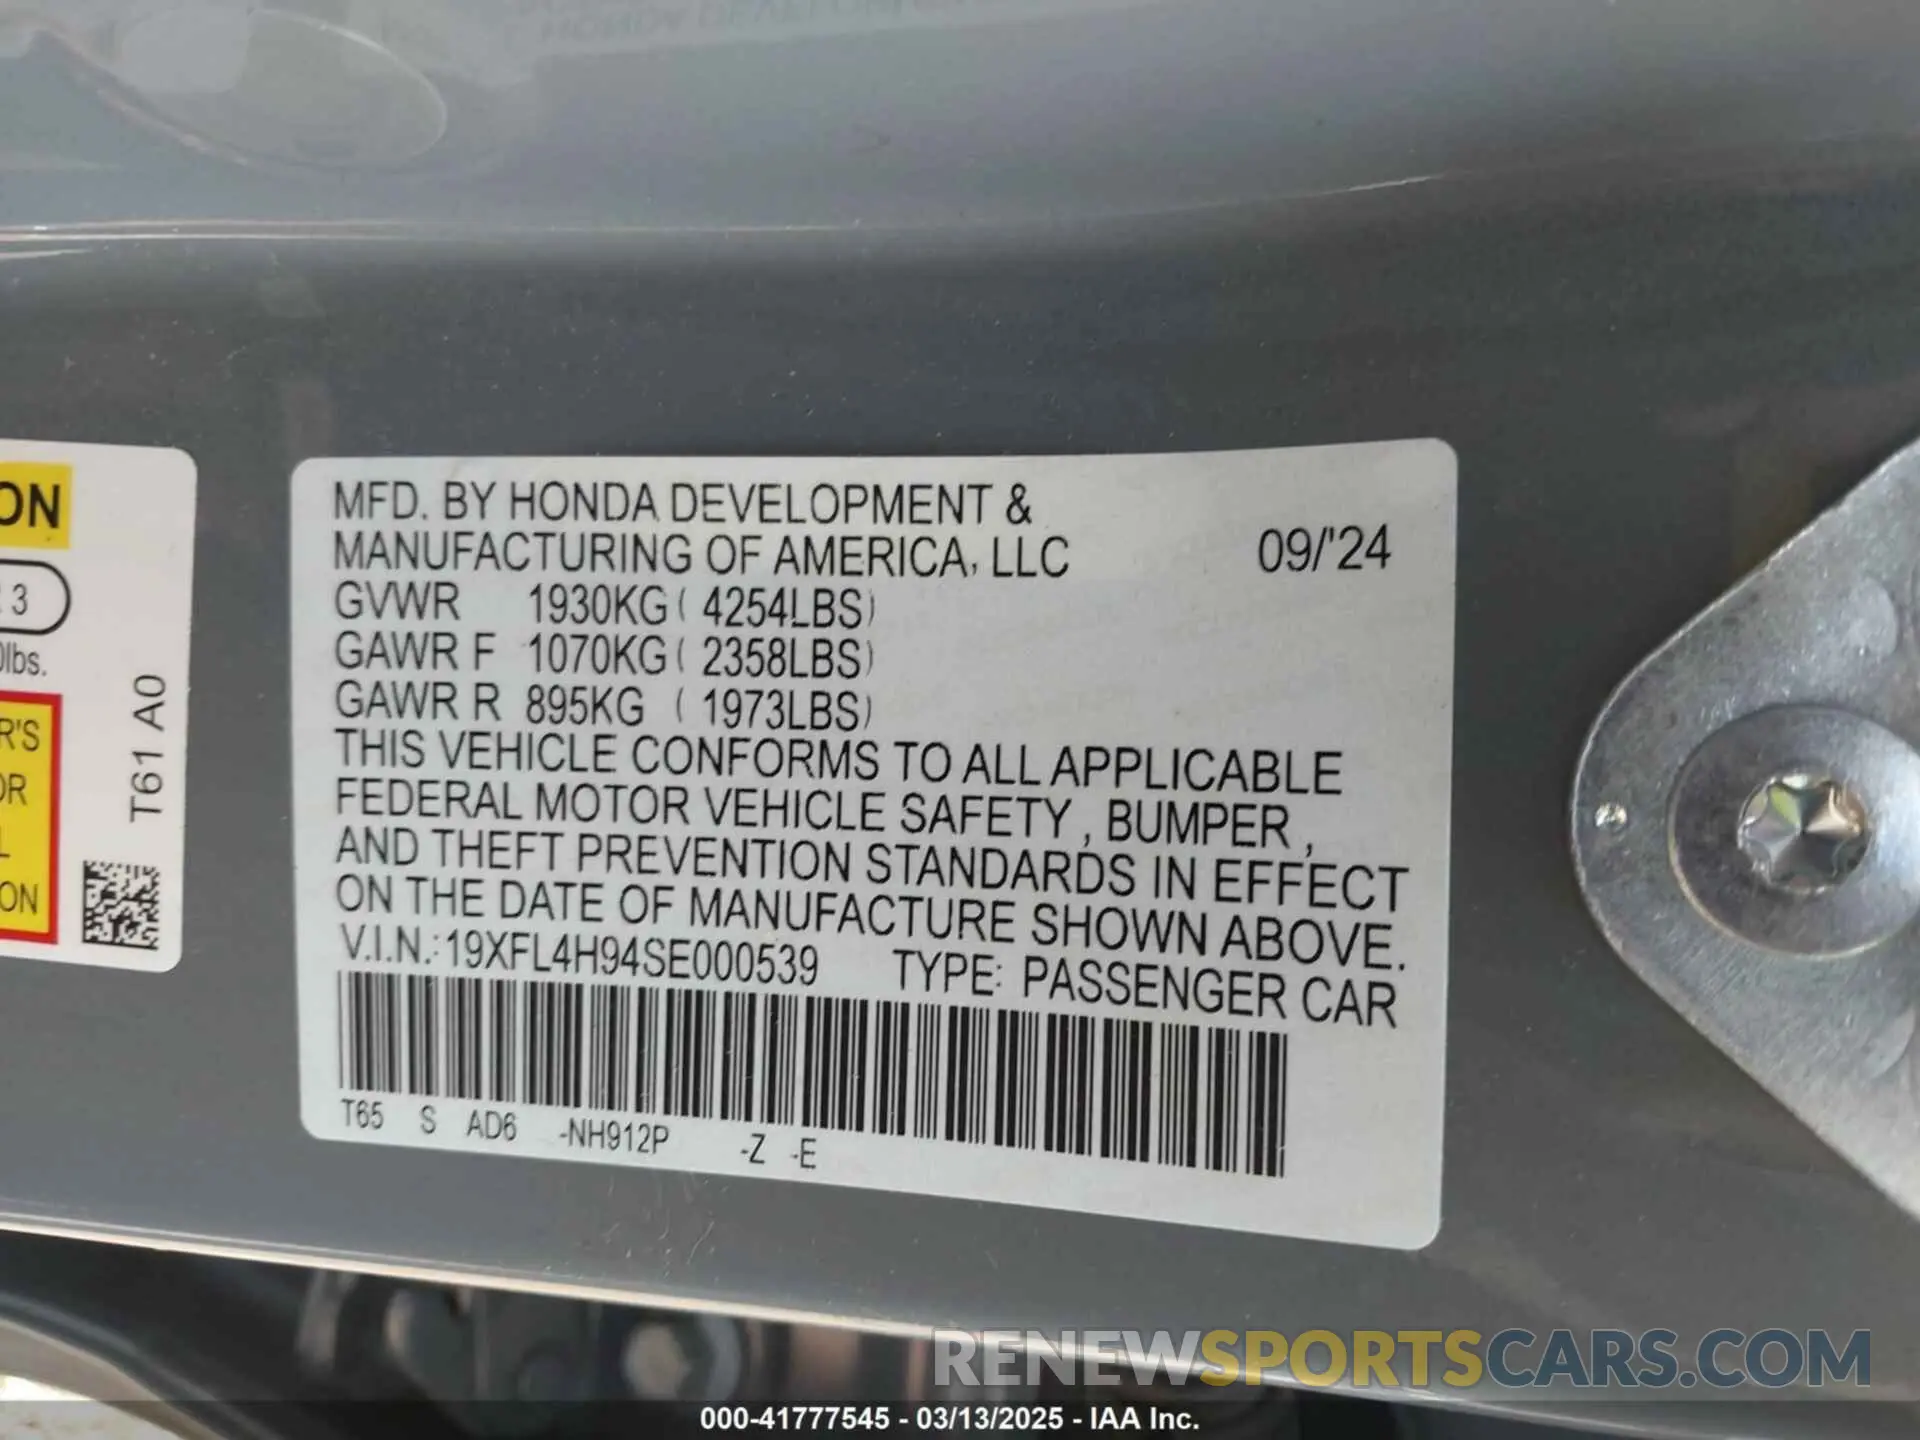 HONDA DEVELOP
ON
3
0lbs.
R'S
OR
L
ON
T61 A0
MFD. BY HONDA DEVELOPMENT &
MANUFACTURING OF AMERICA, LLC 09/'24
GVWR 1930KG ( 4254LBS)
GAWR F 1070KG ( 2358LBS)
GAWR R 895KG ( 1973LBS)
THIS VEHICLE CONFORMS TO ALL APPLICABLE
FEDERAL MOTOR VEHICLE SAFETY , BUMPER ,
AND THEFT PREVENTION STANDARDS IN EFFECT
ON THE DATE OF MANUFACTURE SHOWN ABOVE.
V.I.N.: 19XFL4H94SE000539 TYPE: PASSENGER CAR
T65 S AD6 -NH912P -Z -E
RENEWSPORTSCARS.COM
000-41777545 - 03/13/2025 - IAA Inc.